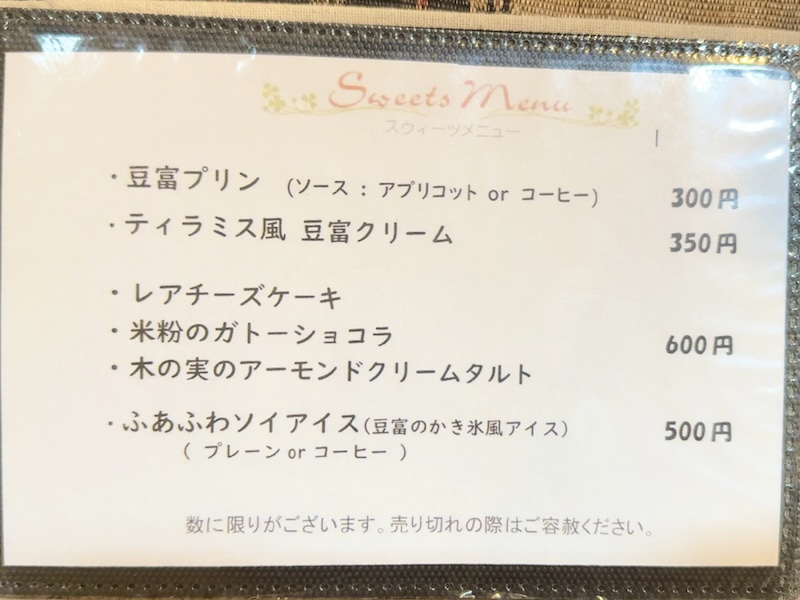 Sweets Menu
スウィーツメニュー
・豆富プリン (ソース : アプリコット or コーヒー) 300円
・ティラミス風 豆富クリーム 350円
・レアチーズケーキ
・米粉のガトーショコラ 600円
・木の実のアーモンドクリームタルト
・ふあふわソイアイス(豆富のかき氷風アイス) 500円
( プレーン or コーヒー )
数に限りがございます。売り切れの際はご容赦ください。